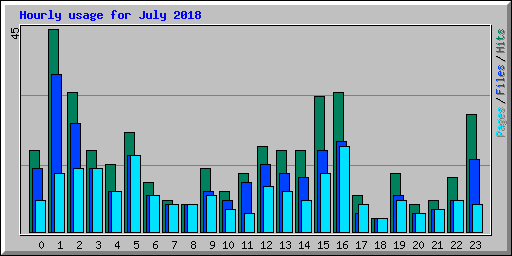 Hourly usage for July 2018
45
Pages/Files/Hits
0 1 2 3 4 5 6 7 8 9 10 11 12 13 14 15 16 17 18 19 20 21 22 23